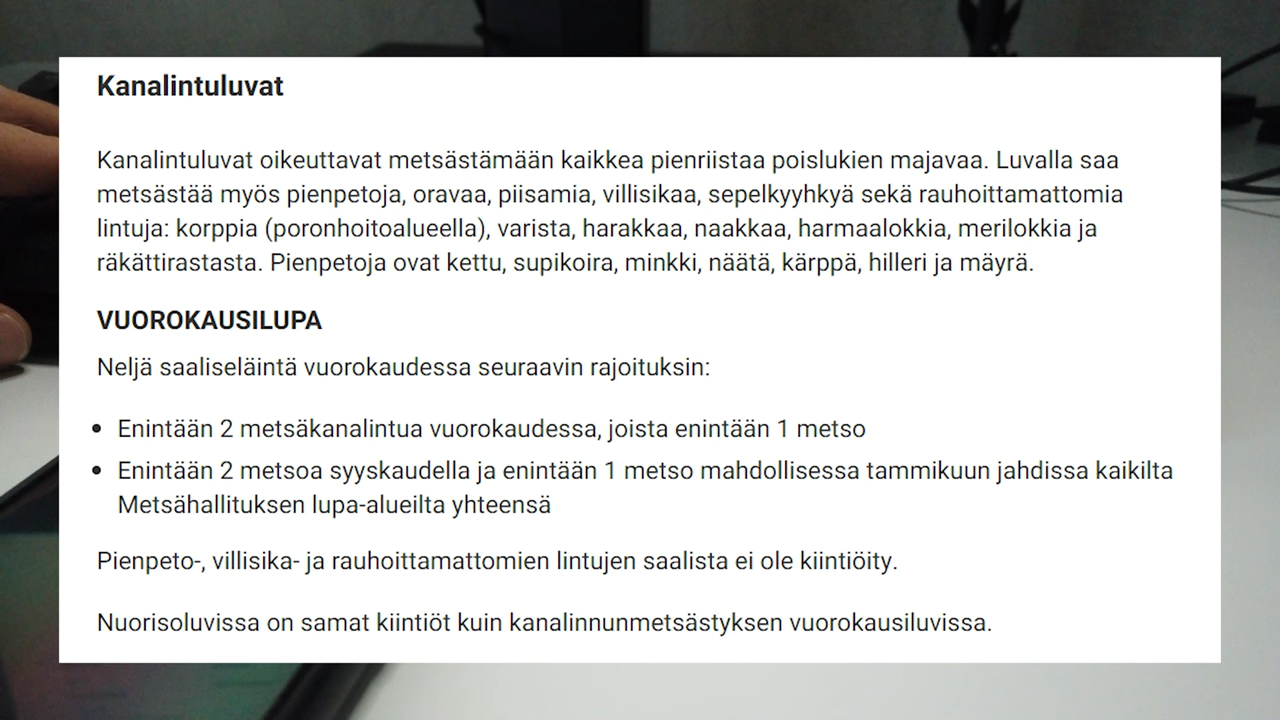 Kanalintuluvat
Kanalintuluvat oikeuttavat metsästämään kaikkea pienriistaa poislukien majavaa. Luvalla saa
metsästää myös pienpetoja, oravaa, piisamia, villisikaa, sepelkyyhkyä sekä rauhoittamattomia
lintuja: korppia (poronhoitoalueella), varista, harakkaa, naakkaa, harmaalokkia, merilokkia ja
räkättirastasta. Pienpetoja ovat kettu, supikoira, minkki, näätä, kärppä, hilleri ja mäyrä.
VUOROKAUSILUPA
Neljä saaliseläintä vuorokaudessa seuraavin rajoituksin:
• Enintään 2 metsäkanalintua vuorokaudessa, joista enintään 1 metso
• Enintään 2 metsoa syyskaudella ja enintään 1 metso mahdollisessa tammikuun jahdissa kaikilta
Metsähallituksen lupa-alueilta yhteensä
Pienpeto-, villisika- ja rauhoittamattomien lintujen saalista ei ole kiintiöity.
Nuorisoluvissa on samat kiintiöt kuin kanalinnunmetsästyksen vuorokausiluvissa.